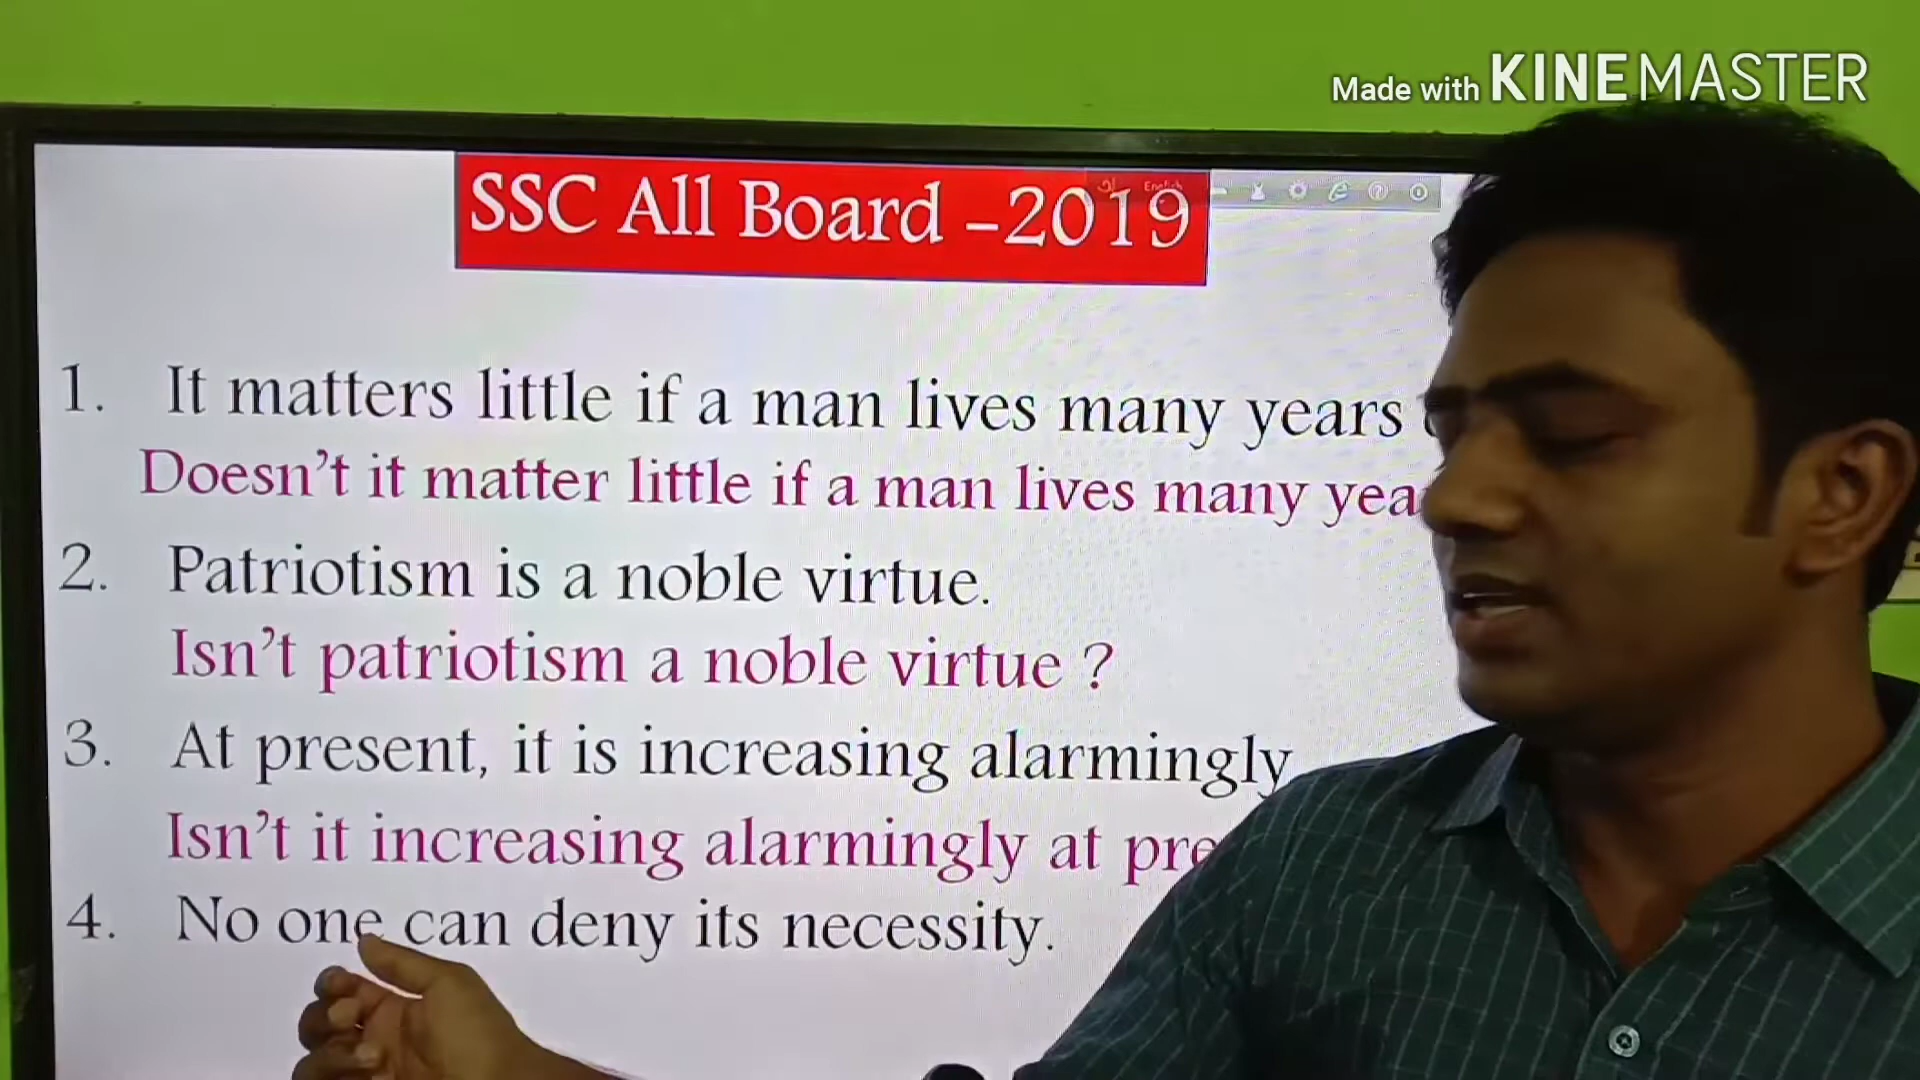 Made with KINEMASTER
SSC All Board -2019
1. It matters little if a man lives many years
Doesn't it matter little if a man lives many
2. Patriotism is a noble virtue.
Isn't patriotism a noble virtue ?
3. At present, it is increasing alarmingly
Isn't it increasing alarmingly at
4. No one can deny its necessity.